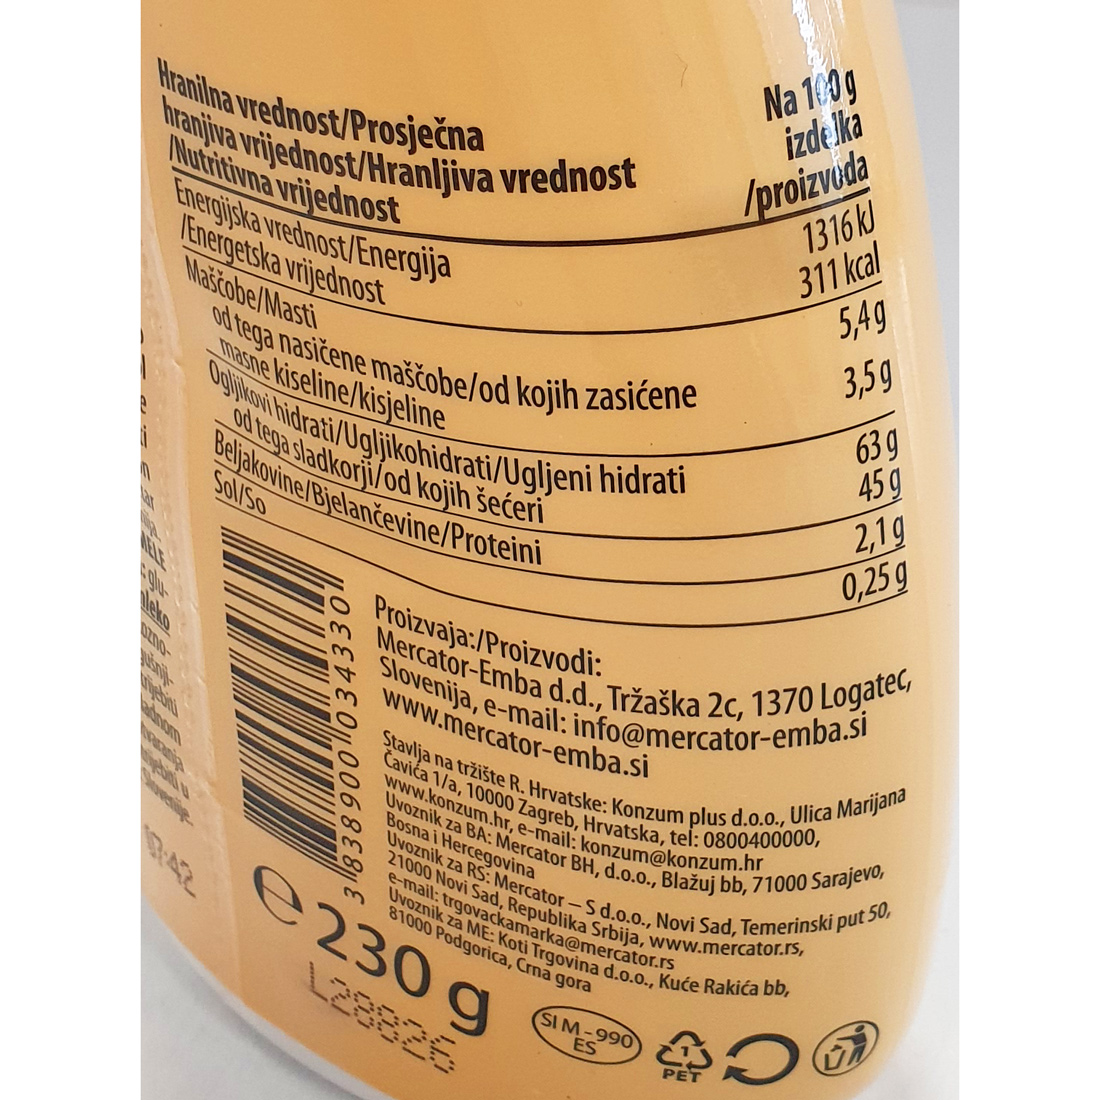 Hranilna vrednost/Prosječna
hranjiva vrijednost/Hranljiva vrednost
/Nutritivna vrijednost
Na 100 g
izdelka
/proizvoda
Energijska vrednost/Energija
/Energetska vrijednost
1316 kJ
311 kcal
Maščobe/Masti
5,4 g
od tega nasičene maščobe/od kojih zasićene
masne kiseline/kisjeline
3,5 g
Ogljikovi hidrati/Ugljikohidrati/Ugljeni hidrati
63 g
od tega sladkorji/od kojih šećeri
45 g
Beljakovine/Bjelančevine/Proteini
2,1 g
Sol/So
0,25 g
3 838900 034330
Proizvaja:/Proizvodi:
Mercator-Emba d.d., Tržaška 2c, 1370 Logatec,
Slovenija, e-mail: info@mercator-emba.si
www.mercator-emba.si
Stavlja na tržište R. Hrvatske: Konzum plus d.o.o., Ulica Marijana
Čavića 1/a, 10000 Zagreb, Hrvatska, tel: 0800400000,
www.konzum.hr, e-mail: konzum@konzum.hr
Uvoznik za BA: Mercator BH, d.o.o., Blažuj bb, 71000 Sarajevo,
Bosna i Hercegovina
Uvoznik za RS: Mercator – S d.o.o., Novi Sad, Temerinski put 50,
21000 Novi Sad, Republika Srbija, www.mercator.rs,
e-mail: trgovackamarka@mercator.rs
Uvoznik za ME: Koti Trgovina d.o.o., Kuće Rakića bb,
81000 Podgorica, Crna gora
e 230 g
L28826
SI M-990
ES
1
PET
mleko
07:42